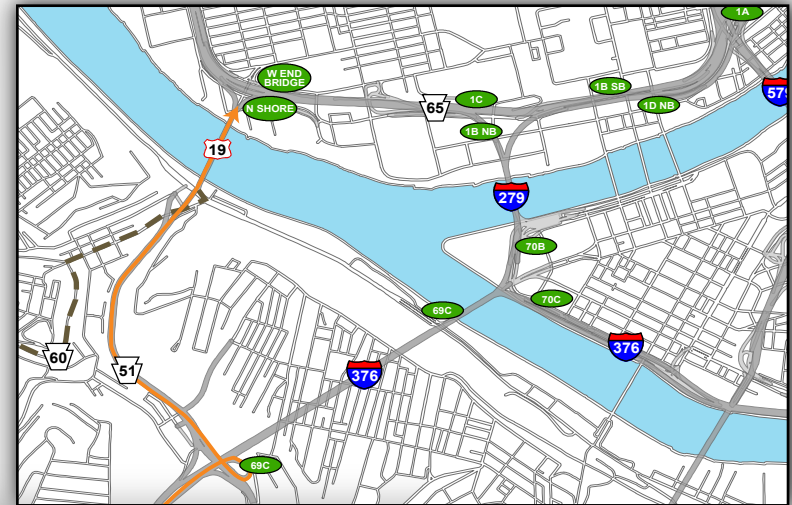 1A
W END
BRIDGE
1C
1B SB
579
N SHORE
65
1D NB
1B NB
19
279
70B
70C
69C
376
60
51
376
69C